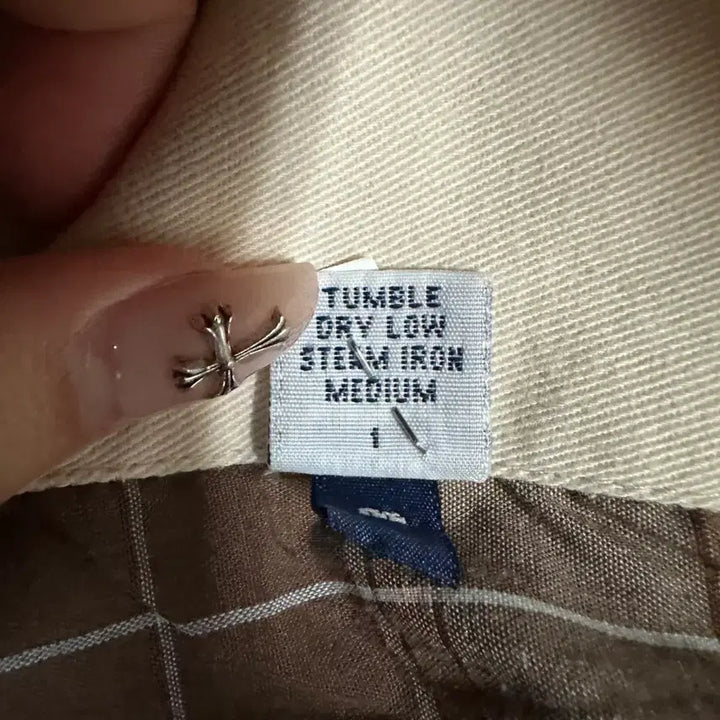 TUMBLE
DRY LOW
STEAM IRON
MEDIUM
1